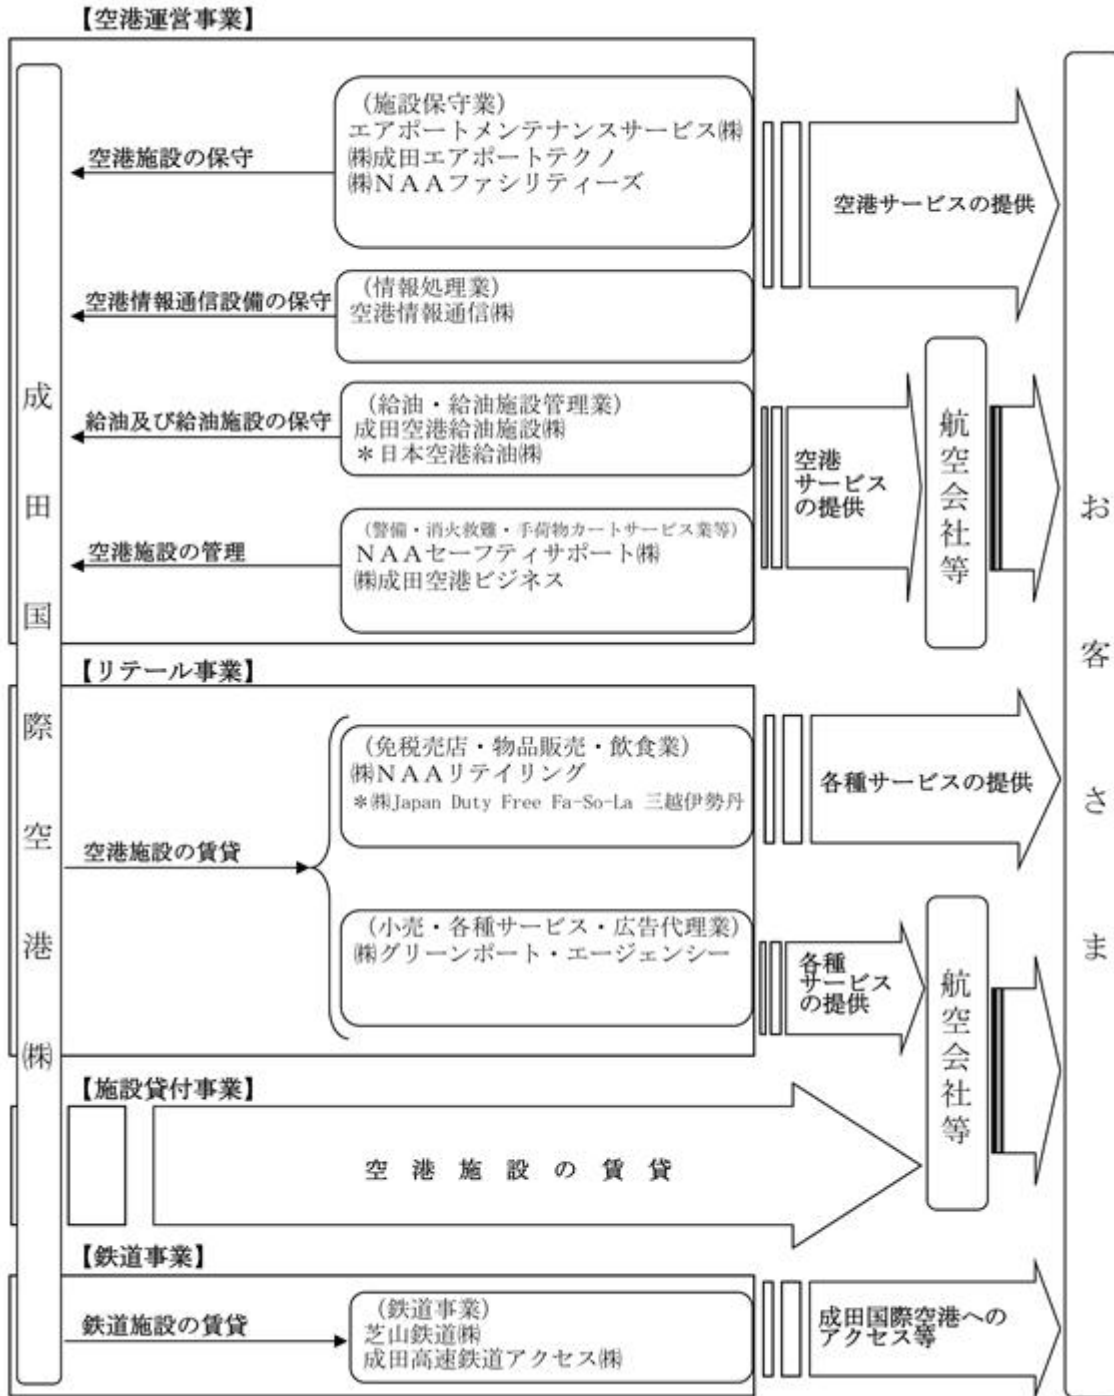 【空港運営事業】
（施設保守業）
エアポートメンテナンスサービス㈱
㈱成田エアポートテクノ
㈱ＮＡＡファシリティーズ
空港施設の保守
空港サービスの提供
（情報処理業）
空港情報通信㈱
空港情報通信設備の保守
（給油・給油施設管理業）
成田空港給油施設㈱
＊日本空港給油㈱
給油及び給油施設の保守
（警備・消火救難・手荷物カートサービス業等）
ＮＡＡセーフティサポート㈱
㈱成田空港ビジネス
空港施設の管理
空港
サービス
の提供
航空会社等
成田国際空港㈱
お客さま
【リテール事業】
（免税売店・物品販売・飲食業）
㈱ＮＡＡリテイリング
＊㈱Japan Duty Free Fa-So-La 三越伊勢丹
各種サービスの提供
空港施設の賃貸
（小売・各種サービス・広告代理業）
㈱グリーンポート・エージェンシー
各種
サービス
の提供
航空会社等
【施設貸付事業】
空港施設の賃貸
【鉄道事業】
（鉄道事業）
芝山鉄道㈱
成田高速鉄道アクセス㈱
鉄道施設の賃貸
成田国際空港への
アクセス等